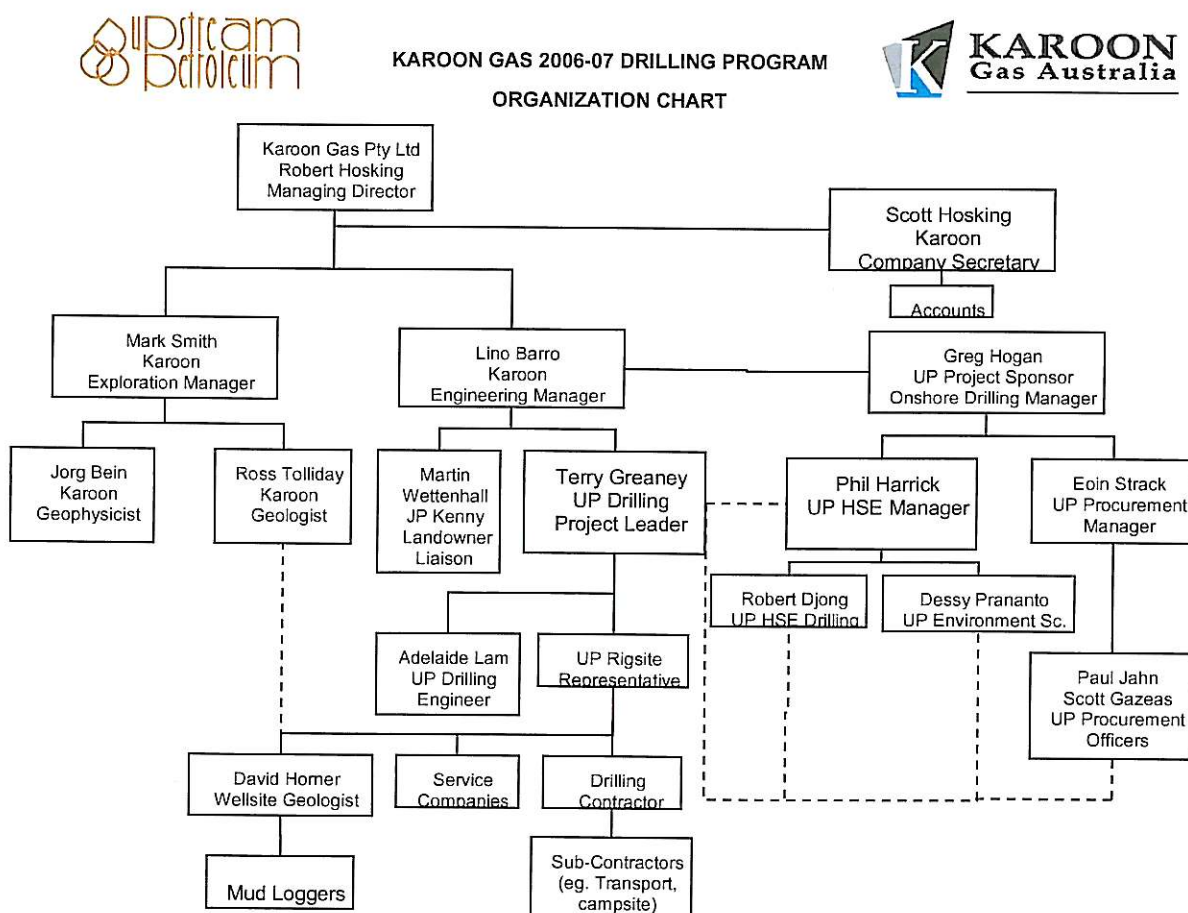 upstream
petroleum
KAROON GAS 2006-07 DRILLING PROGRAM
ORGANIZATION CHART
K
KAROON
Gas Australia
Karoon Gas Pty Ltd
Robert Hosking
Managing Director
Scott Hosking
Karoon
Company Secretary
Accounts
Mark Smith
Karoon
Exploration Manager
Lino Barro
Karoon
Engineering Manager
Greg Hogan
UP Project Sponsor
Onshore Drilling Manager
Jorg Bein
Karoon
Geophysicist
Ross Tolliday
Karoon
Geologist
Martin
Wettenhall
JP Kenny
Landowner
Liaison
Terry Greaney
UP Drilling
Project Leader
Phil Harrick
UP HSE Manager
Eoin Strack
UP Procurement
Manager
Robert Djong
UP HSE Drilling
Dessy Prananto
UP Environment Sc.
Adelaide Lam
UP Drilling
Engineer
UP Rigsite
Representative
Paul Jahn
Scott Gazeas
UP Procurement
Officers
David Horner
Wellsite Geologist
Service
Companies
Drilling
Contractor
Mud Loggers
Sub-Contractors
(eg. Transport,
campsite)